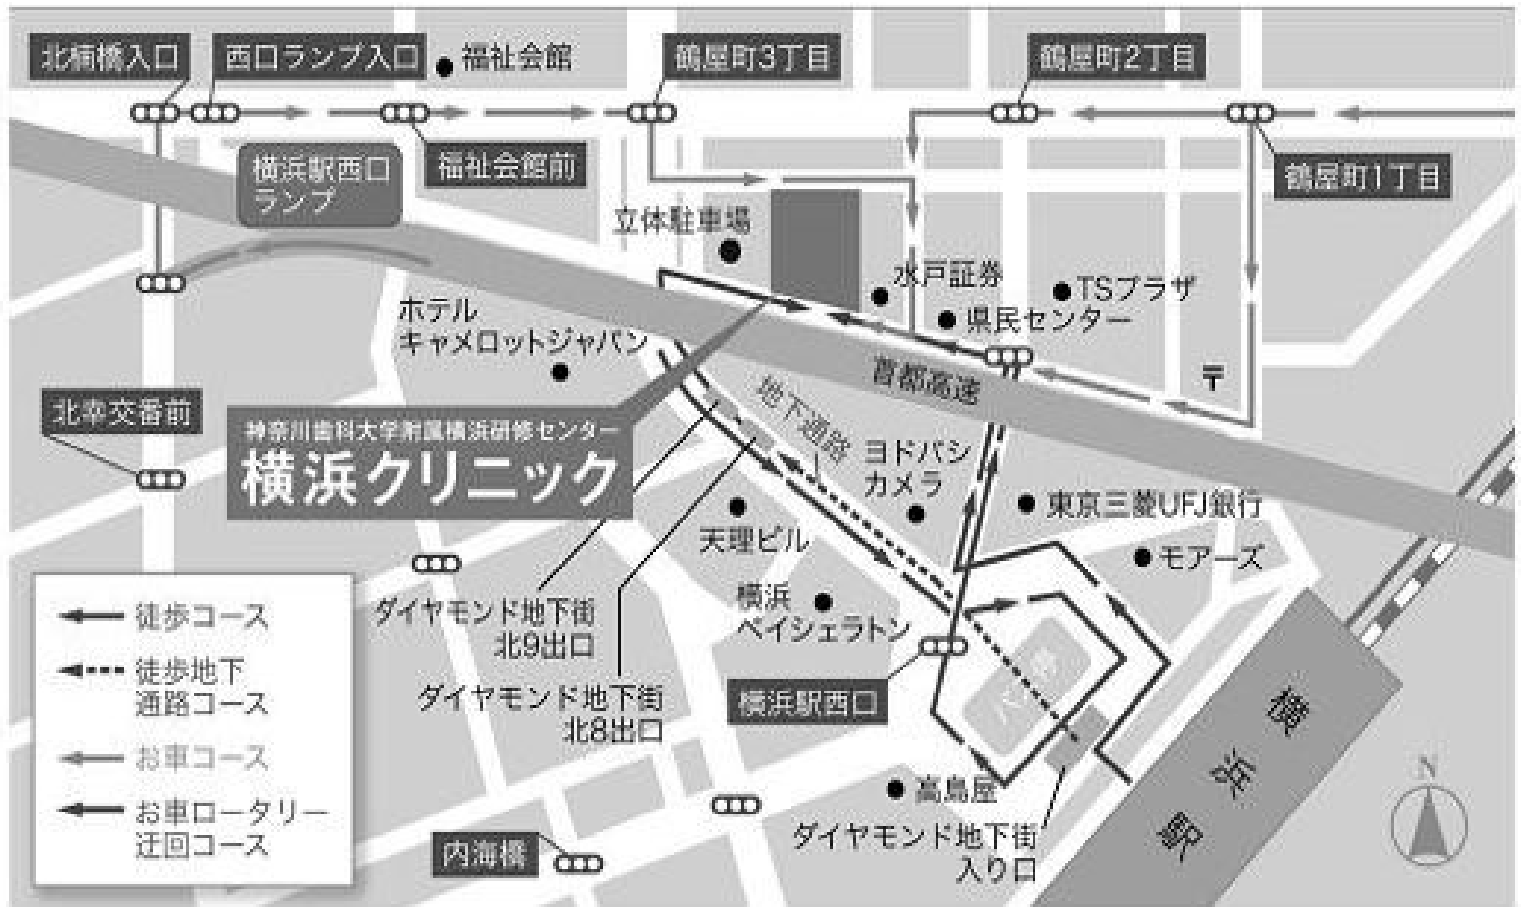 北楠橋入口
西口ランプ入口
福祉会館
鶴屋町3丁目
鶴屋町2丁目
横浜駅西口
ランプ
福祉会館前
鶴屋町1丁目
立体駐車場
水戸証券
TSプラザ
県民センター
ホテル
キャメロットジャパン
首都高速
〒
北幸交番前
地下通路
神奈川歯科大学附属横浜研修センター
横浜クリニック
ヨドバシ
カメラ
東京三菱UFJ銀行
天理ビル
モアーズ
ダイヤモンド地下街
北9出口
横浜
ベイシェラトン
ダイヤモンド地下街
北8出口
横浜駅西口
バス
横浜駅
高島屋
ダイヤモンド地下街
入り口
内海橋
徒歩コース
徒歩地下
通路コース
お車コース
お車ロータリー
迂回コース
N